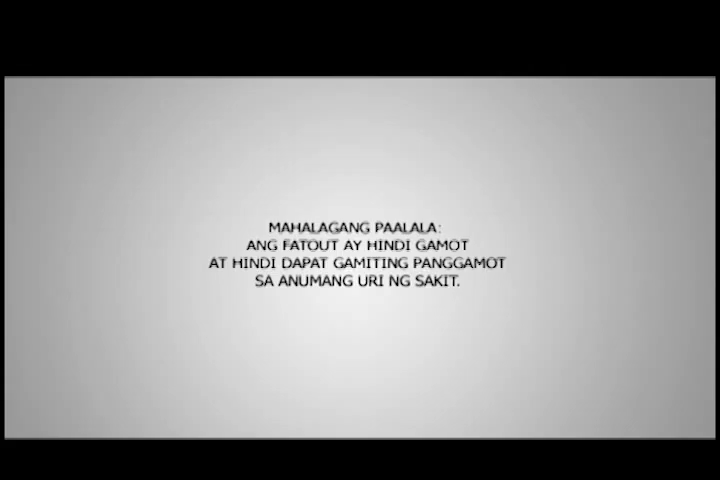 MAHALAGANG PAALALA:
ANG FATOUT AY HINDI GAMOT
AT HINDI DAPAT GAMITING PANGGAMOT
SA ANUMANG URI NG SAKIT.